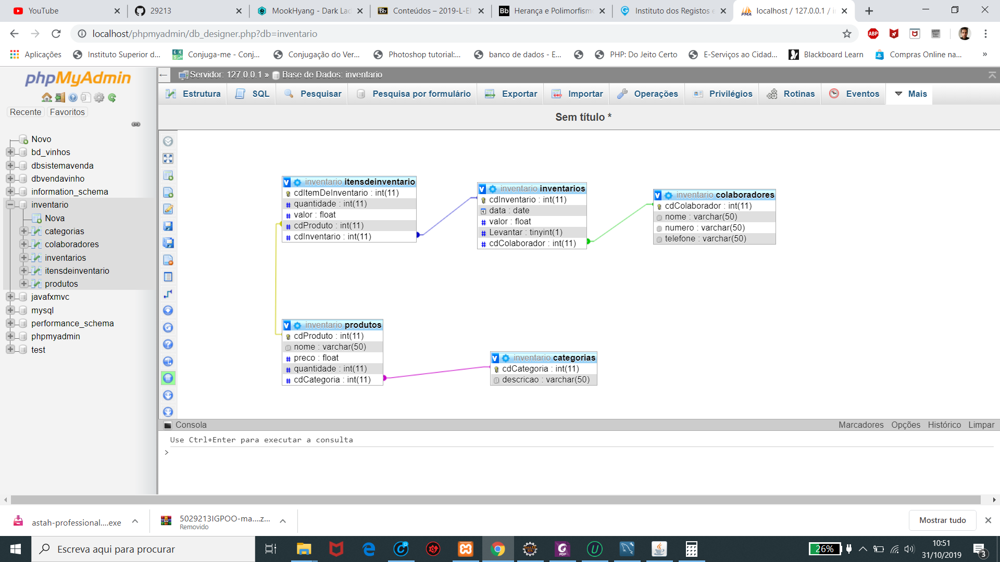 YouTube
29213
MookHyang - Dark Lad
Conteúdos – 2019-L-EI
Herança e Polimorfism
Instituto dos Registos e
localhost / 127.0.0.1 / i
localhost/phpmyadmin/db_designer.php?db=inventario
Aplicações
Instituto Superior d...
Conjuga-me - Conj...
Conjugação do Ver...
Photoshop tutorial:...
banco de dados - E...
PHP: Do Jeito Certo
E-Serviços ao Cidad...
Blackboard Learn
Compras Online na...
»
phpMyAdmin
Recente
Favoritos
Novo
bd_vinhos
dbsistemavenda
dbvendavinho
information_schema
inventario
Nova
categorias
colaboradores
inventarios
itensdeinventario
produtos
javafxmvc
mysql
performance_schema
phpmyadmin
test
Servidor: 127.0.0.1 » Base de Dados: inventario
Estrutura
SQL
Pesquisar
Pesquisa por formulário
Exportar
Importar
Operações
Privilégios
Rotinas
Eventos
Mais
Sem título *
v inventario itensdeinventario
cdItemDeInventario : int(11)
# quantidade : int(11)
# valor : float
# cdProduto : int(11)
# cdInventario : int(11)
v inventario inventarios
cdInventario : int(11)
data : date
# valor : float
# Levantar : tinyint(1)
# cdColaborador : int(11)
v inventario colaboradores
cdColaborador : int(11)
nome : varchar(50)
numero : varchar(50)
telefone : varchar(50)
v inventario produtos
cdProduto : int(11)
nome : varchar(50)
# preco : float
# quantidade : int(11)
# cdCategoria : int(11)
v inventario categorias
cdCategoria : int(11)
descricao : varchar(50)
Consola
Marcadores
Opções
Histórico
Limpar
Use Ctrl+Enter para executar a consulta
>
astah-professional....exe
5029213IGPOO-ma....z...
Removido
Mostrar tudo
Escreva aqui para procurar
26%
10:51
31/10/2019
3